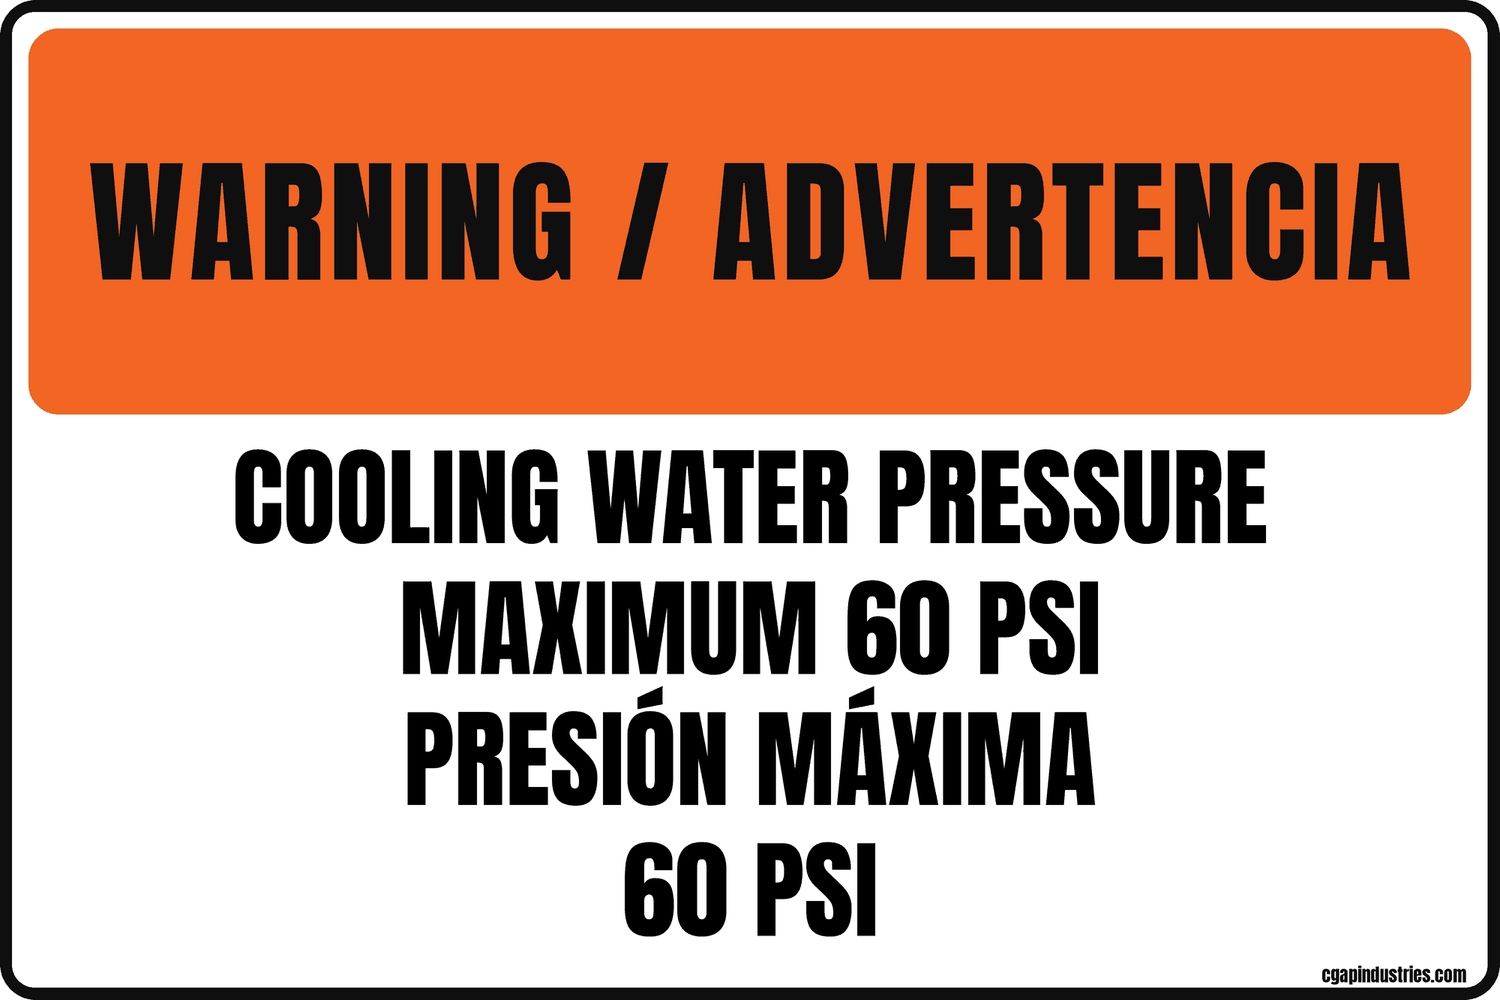 WARNING / ADVERTENCIA
COOLING WATER PRESSURE
MAXIMUM 60 PSI
PRESIÓN MÁXIMA
60 PSI
cgapindustries.com